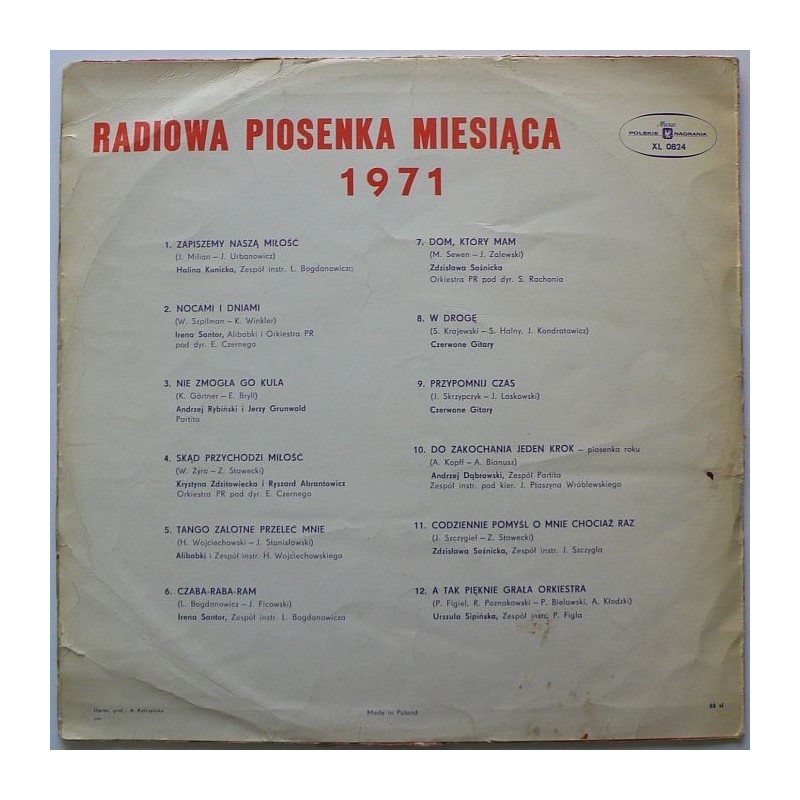 RADIOWA PIOSENKA MIESIĄCA
1971
Muza
POLSKIE NAGRANIA
XL 0824
1. ZAPISZEMY NASZĄ MIŁOŚĆ
(J. Milian – J. Urbanowicz)
Halina Kunicka, Zespół instr. L. Bogdanowicza
2. NOCAMI I DNIAMI
(W. Szpilman – K. Winkler)
Irena Santor, Alibabki i Orkiestra PR
pod dyr. E. Czernego
3. NIE ZMOGŁA GO KULA
(K. Gärtner – E. Bryll)
Andrzej Rybiński i Jerzy Grunwald
Partita
4. SKĄD PRZYCHODZI MIŁOŚĆ
(W. Żyro – Z. Stawecki)
Krystyna Zdzitowiecka i Ryszard Abrantowicz
Orkiestra PR pod dyr. E. Czernego
5. TANGO ZALOTNE PRZELEĆ MNIE
(H. Wojciechowski – J. Stanisławski)
Alibabki i Zespół instr. H. Wojciechowskiego
6. CZABA-RABA-RAM
(L. Bogdanowicz – J. Ficowski)
Irena Santor, Zespół instr. L. Bogdanowicza
7. DOM, KTÓRY MAM
(M. Sewen – J. Zalewski)
Zdzisława Sośnicka
Orkiestra PR pod dyr. S. Rachonia
8. W DROGĘ
(S. Krajewski – S. Halny, J. Kondratowicz)
Czerwone Gitary
9. PRZYPOMNIJ CZAS
(J. Skrzypczyk – J. Laskowski)
Czerwone Gitary
10. DO ZAKOCHANIA JEDEN KROK – piosenka roku
(A. Kopff – A. Bianusz)
Andrzej Dąbrowski, Zespół Partita
Zespół instr. pod kier. J. Ptaszyna Wróblewskiego
11. CODZIENNIE POMYŚL O MNIE CHOCIAŻ RAZ
(J. Szczygieł – Z. Stawecki)
Zdzisława Sośnicka, Zespół instr. J. Szczygła
12. A TAK PIĘKNIE GRAŁA ORKIESTRA
(P. Figiel, R. Poznakowski – P. Bielawski, A. Kłodzki)
Urszula Sipińska, Zespół instr. P. Figla
Oprac. graf.: A.
Made in Poland
zł